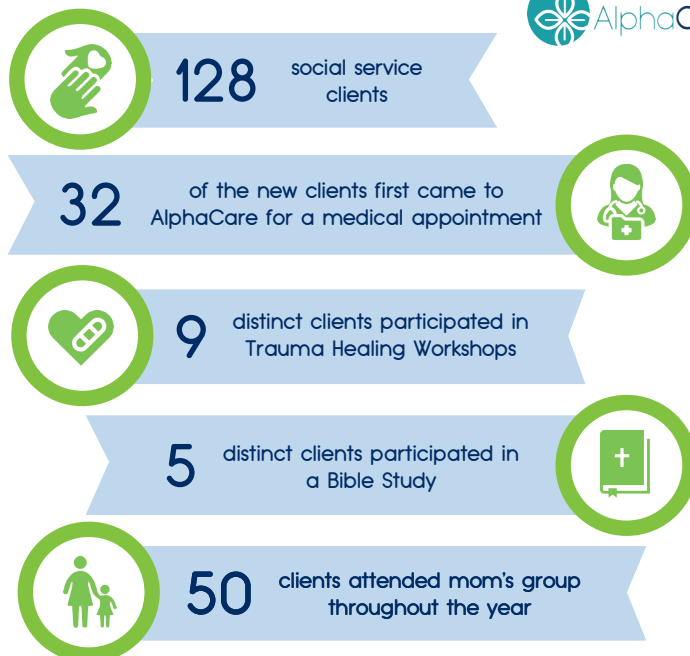 AlphaC
128
social service
clients
32
of the new clients first came to
AlphaCare for a medical appointment
9
distinct clients participated in
Trauma Healing Workshops
5
distinct clients participated in
a Bible Study
50
clients attended mom's group
throughout the year